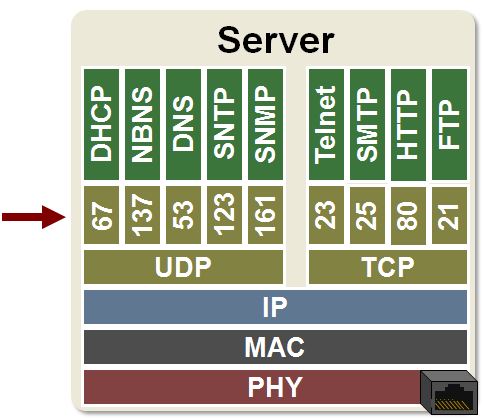 Server
DHCP NBNS DNS SNTP SNMP Telnet SMTP HTTP FTP
67 137 53 123 161 23 25 80 21
UDP TCP
IP
MAC
PHY